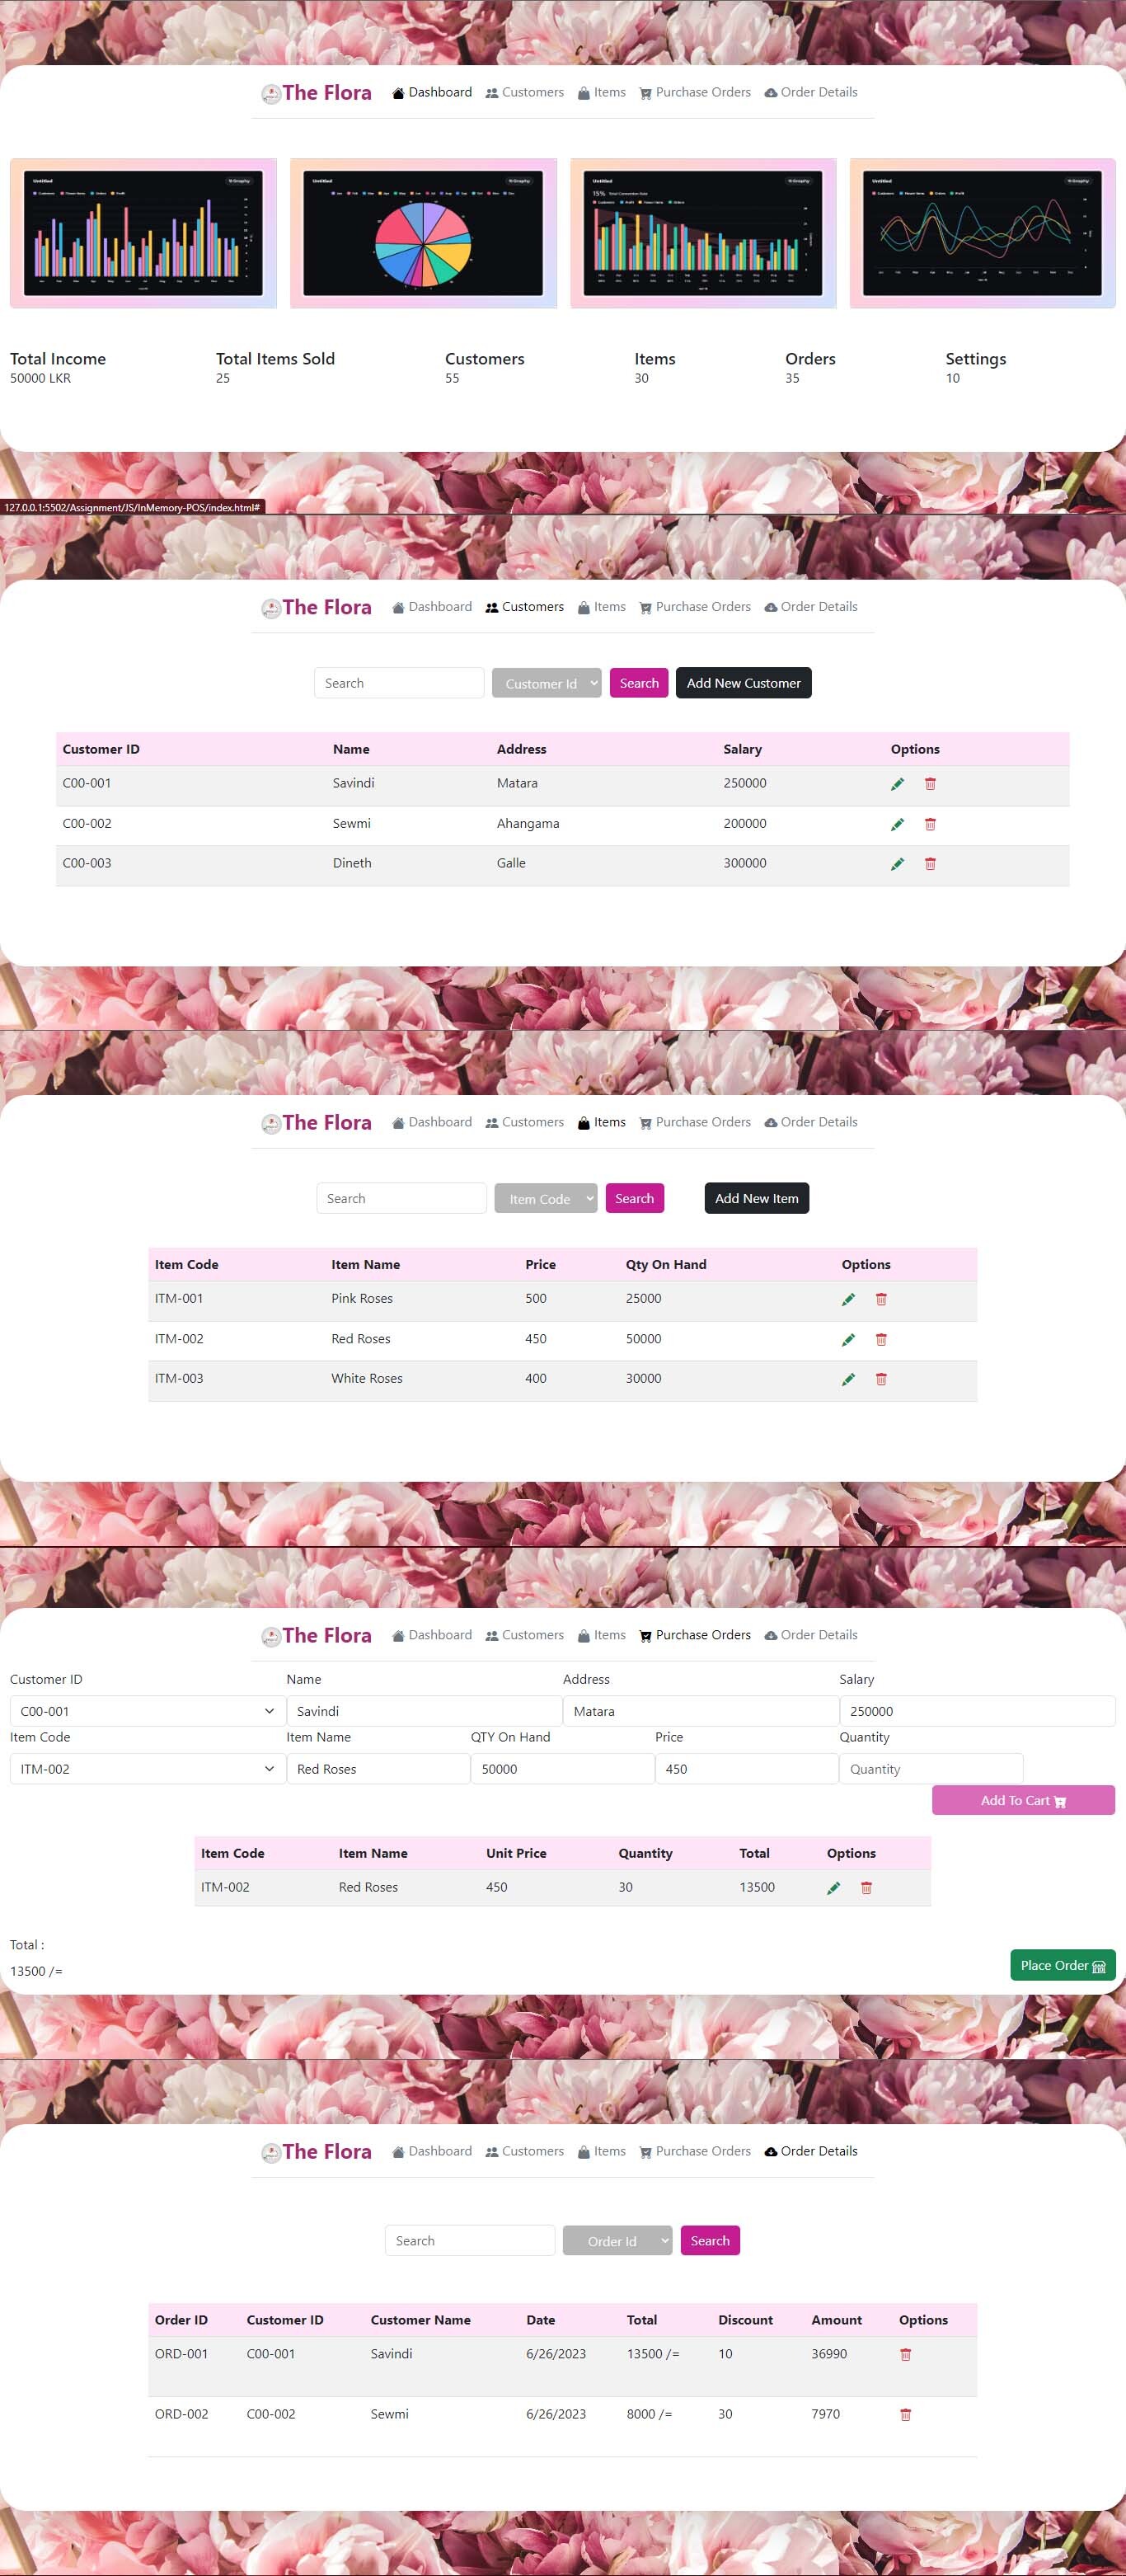 The Flora Dashboard Customers Items Purchase Orders Order Details
Untitled
Untitled
Untitled
Untitled
15% Total Conversion Rate
Total Income Total Items Sold Customers Items Orders Settings
50000 LKR 25 55 30 35 10
127.0.0.1:5502/Assignment/JS/InMemory-POS/index.html#
The Flora Dashboard Customers Items Purchase Orders Order Details
Search Customer Id Search Add New Customer
Customer ID Name Address Salary Options
C00-001 Savindi Matara 250000
C00-002 Sewmi Ahangama 200000
C00-003 Dineth Galle 300000
The Flora Dashboard Customers Items Purchase Orders Order Details
Search Item Code Search Add New Item
Item Code Item Name Price Qty On Hand Options
ITM-001 Pink Roses 500 25000
ITM-002 Red Roses 450 50000
ITM-003 White Roses 400 30000
The Flora Dashboard Customers Items Purchase Orders Order Details
Customer ID Name Address Salary
C00-001 Savindi Matara 250000
Item Code Item Name QTY On Hand Price Quantity
ITM-002 Red Roses 50000 450 Quantity
Add To Cart
Item Code Item Name Unit Price Quantity Total Options
ITM-002 Red Roses 450 30 13500
Total :
13500 /=
Place Order
The Flora Dashboard Customers Items Purchase Orders Order Details
Search Order Id Search
Order ID Customer ID Customer Name Date Total Discount Amount Options
ORD-001 C00-001 Savindi 6/26/2023 13500 /= 10 36990
ORD-002 C00-002 Sewmi 6/26/2023 8000 /= 30 7970